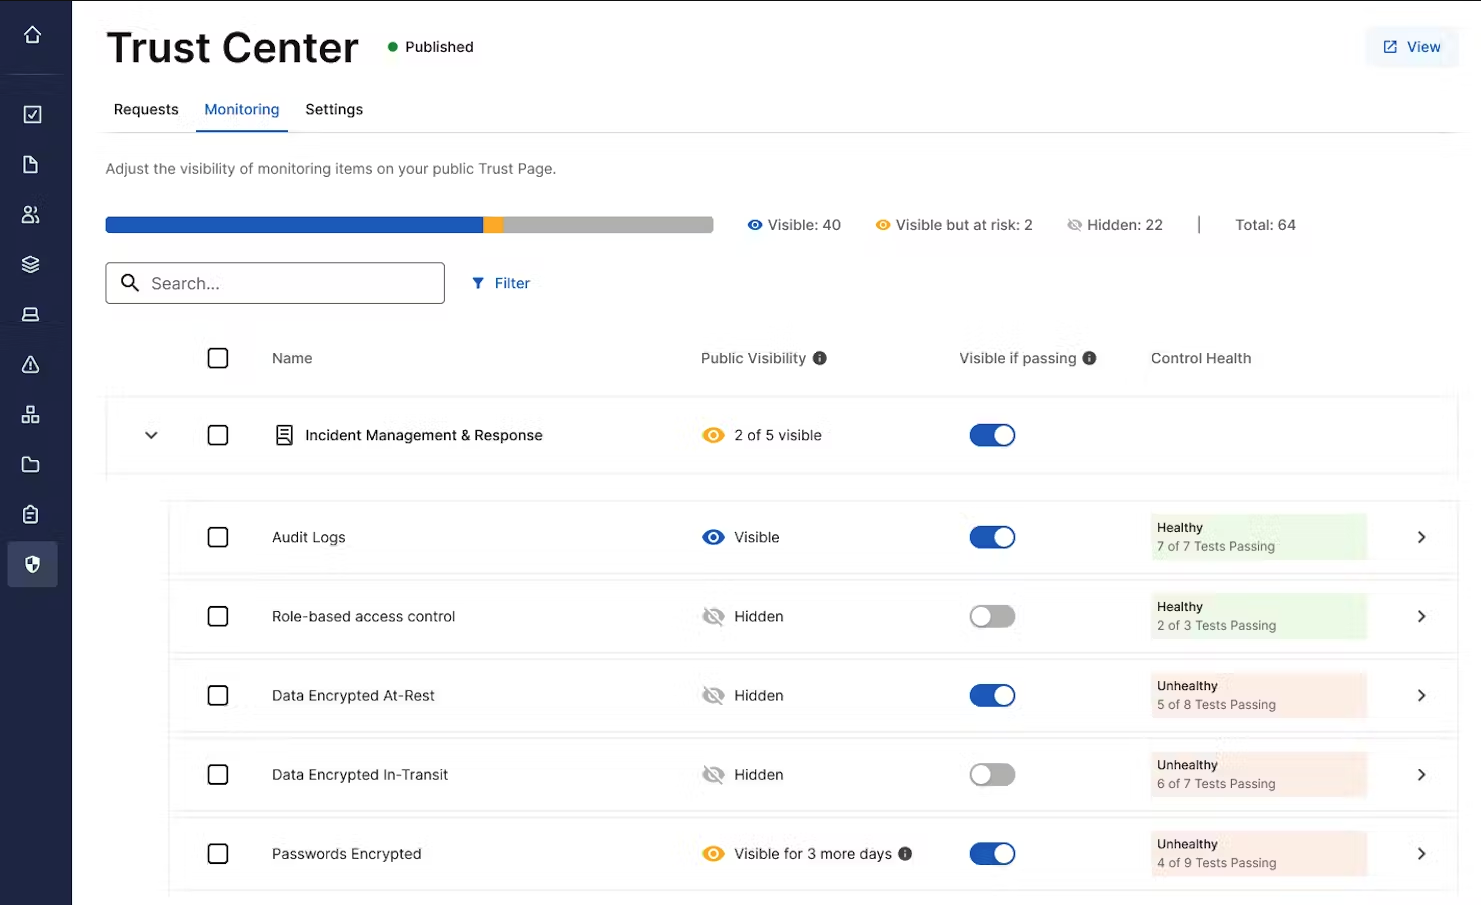 Trust Center
Published
View
Requests
Monitoring
Settings
Adjust the visibility of monitoring items on your public Trust Page.
Visible: 40
Visible but at risk: 2
Hidden: 22
Total: 64
Search...
Filter
Name
Public Visibility
Visible if passing
Control Health
Incident Management & Response
2 of 5 visible
Audit Logs
Visible
Healthy
7 of 7 Tests Passing
Role-based access control
Hidden
Healthy
2 of 3 Tests Passing
Data Encrypted At-Rest
Hidden
Unhealthy
5 of 8 Tests Passing
Data Encrypted In-Transit
Hidden
Unhealthy
6 of 7 Tests Passing
Passwords Encrypted
Visible for 3 more days
Unhealthy
4 of 9 Tests Passing